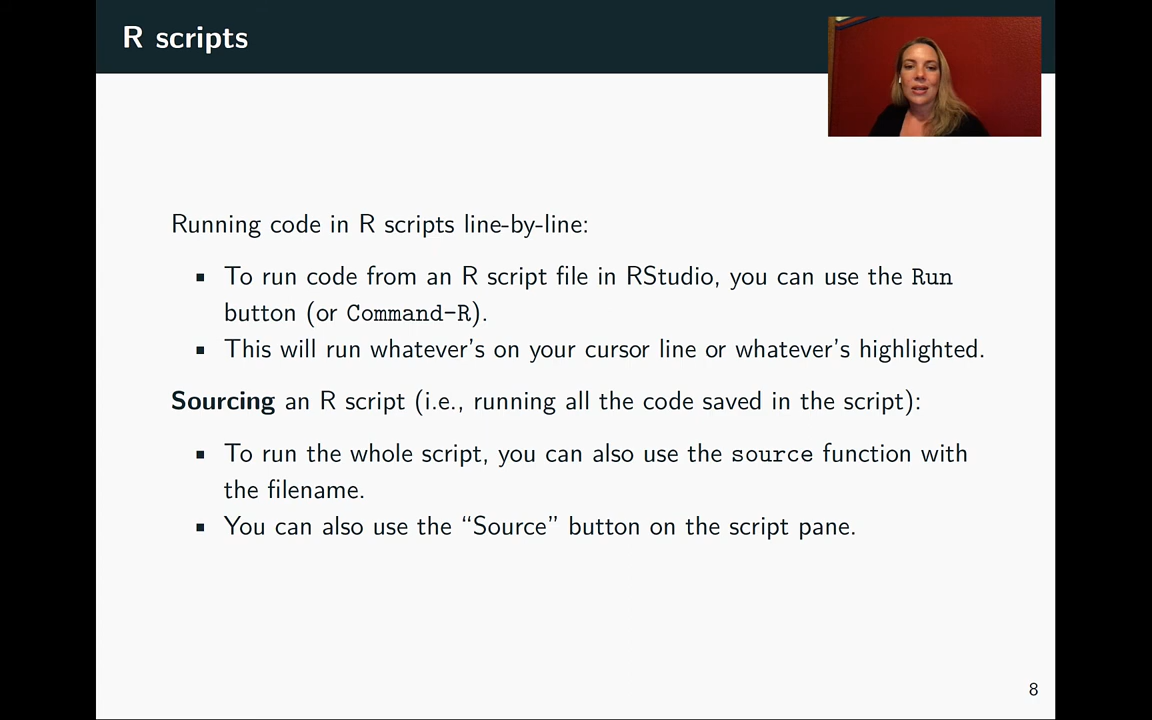 R scripts
Running code in R scripts line-by-line:
▪ To run code from an R script file in RStudio, you can use the Run
button (or Command-R).
▪ This will run whatever's on your cursor line or whatever's highlighted.
Sourcing an R script (i.e., running all the code saved in the script):
▪ To run the whole script, you can also use the source function with
the filename.
▪ You can also use the “Source” button on the script pane.
8